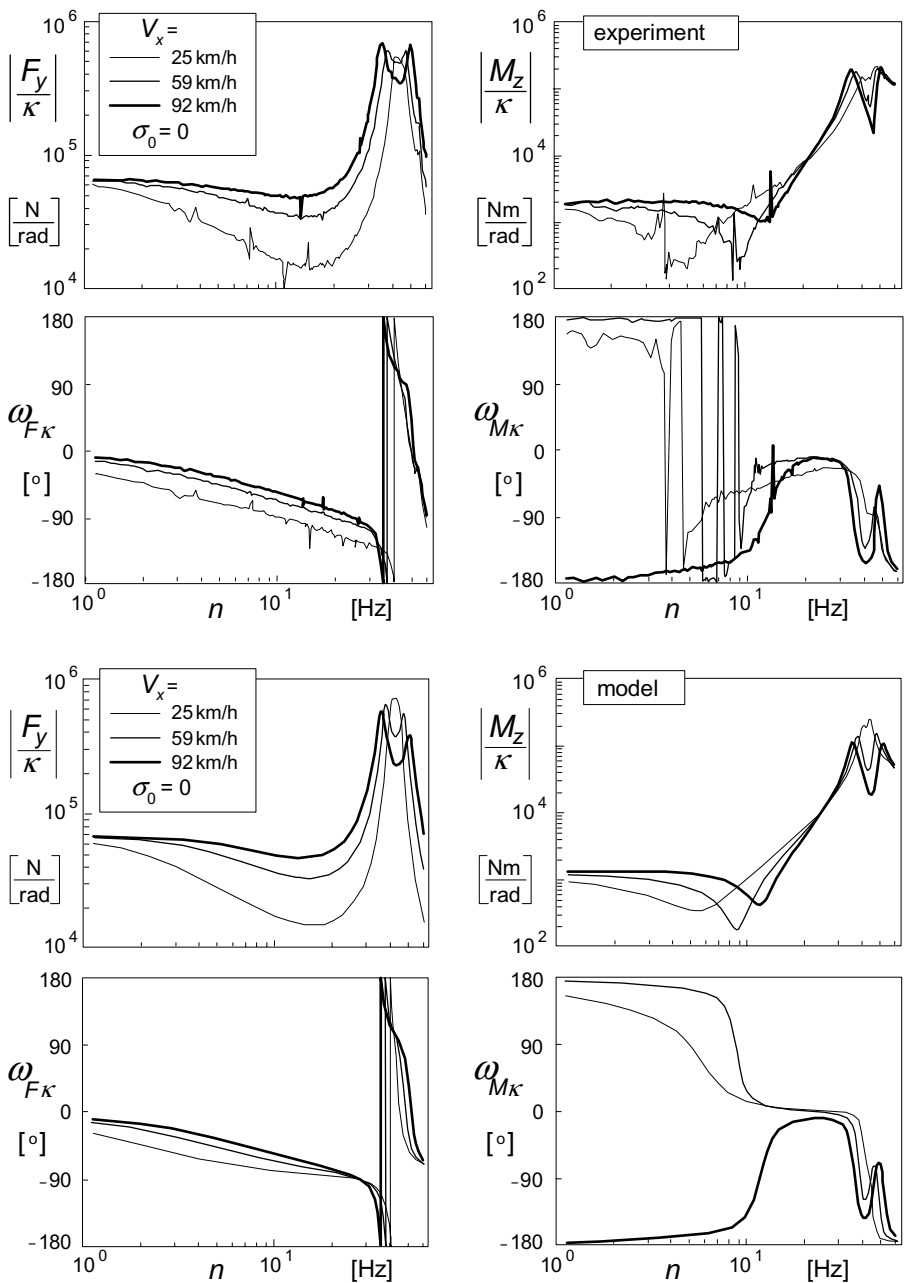 10^6
|F_y/κ|
V_x =
25 km/h
59 km/h
92 km/h
σ_0 = 0
10^5
[N/rad]
10^4
10^6
experiment
|M_z/κ|
10^4
[Nm/rad]
10^2
180
90
ω_Fκ
0
[°]
-90
-180
10^0
n
10^1
[Hz]
180
90
ω_Mκ
0
[°]
-90
-180
10^0
n
10^1
[Hz]
10^6
|F_y/κ|
V_x =
25 km/h
59 km/h
92 km/h
σ_0 = 0
10^5
[N/rad]
10^4
10^6
model
|M_z/κ|
10^4
[Nm/rad]
10^2
180
90
ω_Fκ
0
[°]
-90
-180
10^0
n
10^1
[Hz]
180
90
ω_Mκ
0
[°]
-90
-180
10^0
n
10^1
[Hz]